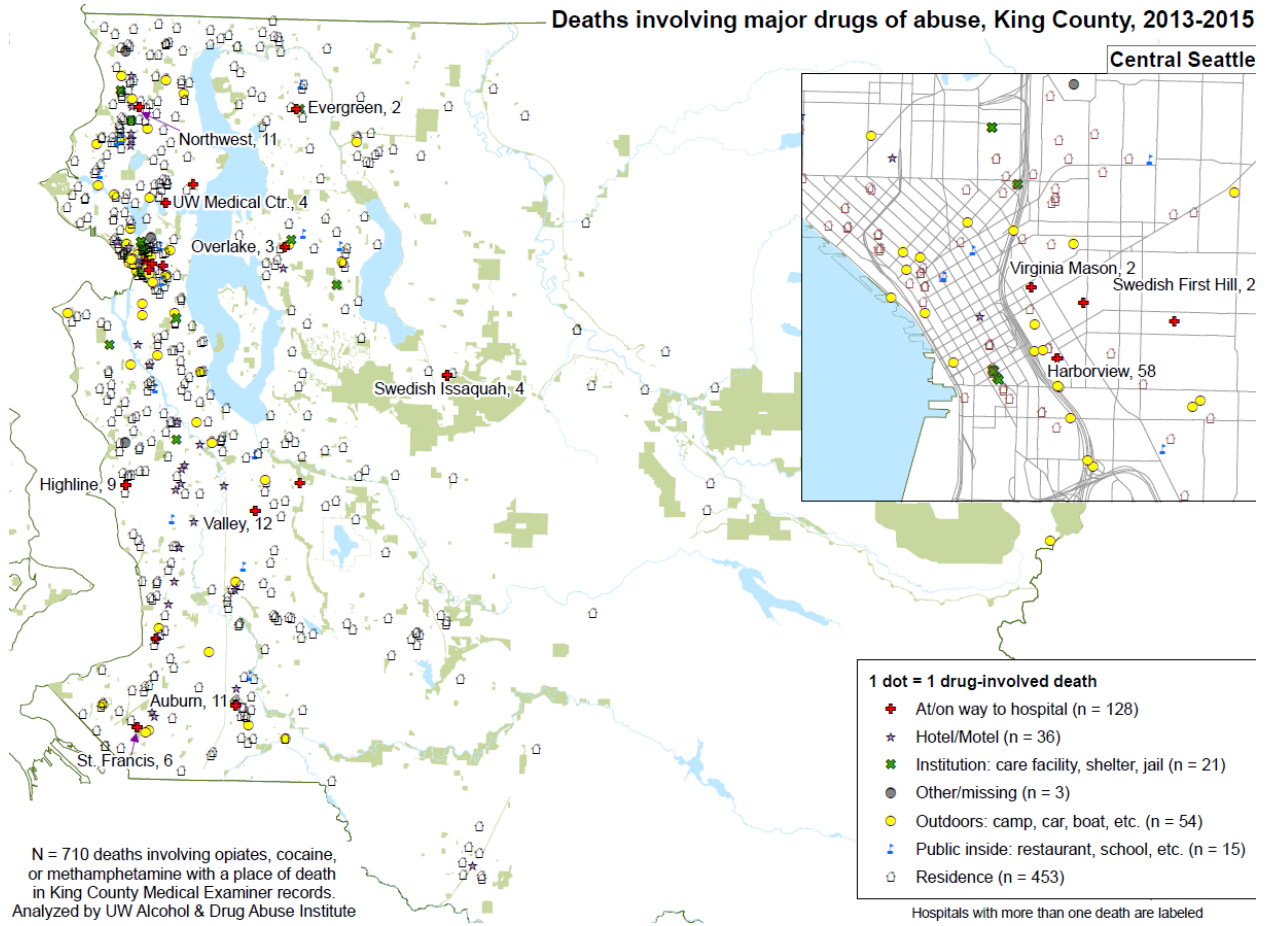 Deaths involving major drugs of abuse, King County, 2013-2015
Central Seattle
Evergreen, 2
Northwest, 11
UW Medical Ctr., 4
Overlake, 3
Virginia Mason, 2
Swedish First Hill, 2
Harborview, 58
Swedish Issaquah, 4
Highline, 9
Valley, 12
Auburn, 11
St. Francis, 6
1 dot = 1 drug-involved death
At/on way to hospital (n = 128)
Hotel/Motel (n = 36)
Institution: care facility, shelter, jail (n = 21)
Other/missing (n = 3)
Outdoors: camp, car, boat, etc. (n = 54)
Public inside: restaurant, school, etc. (n = 15)
Residence (n = 453)
Hospitals with more than one death are labeled
N = 710 deaths involving opiates, cocaine,
or methamphetamine with a place of death
in King County Medical Examiner records.
Analyzed by UW Alcohol & Drug Abuse Institute